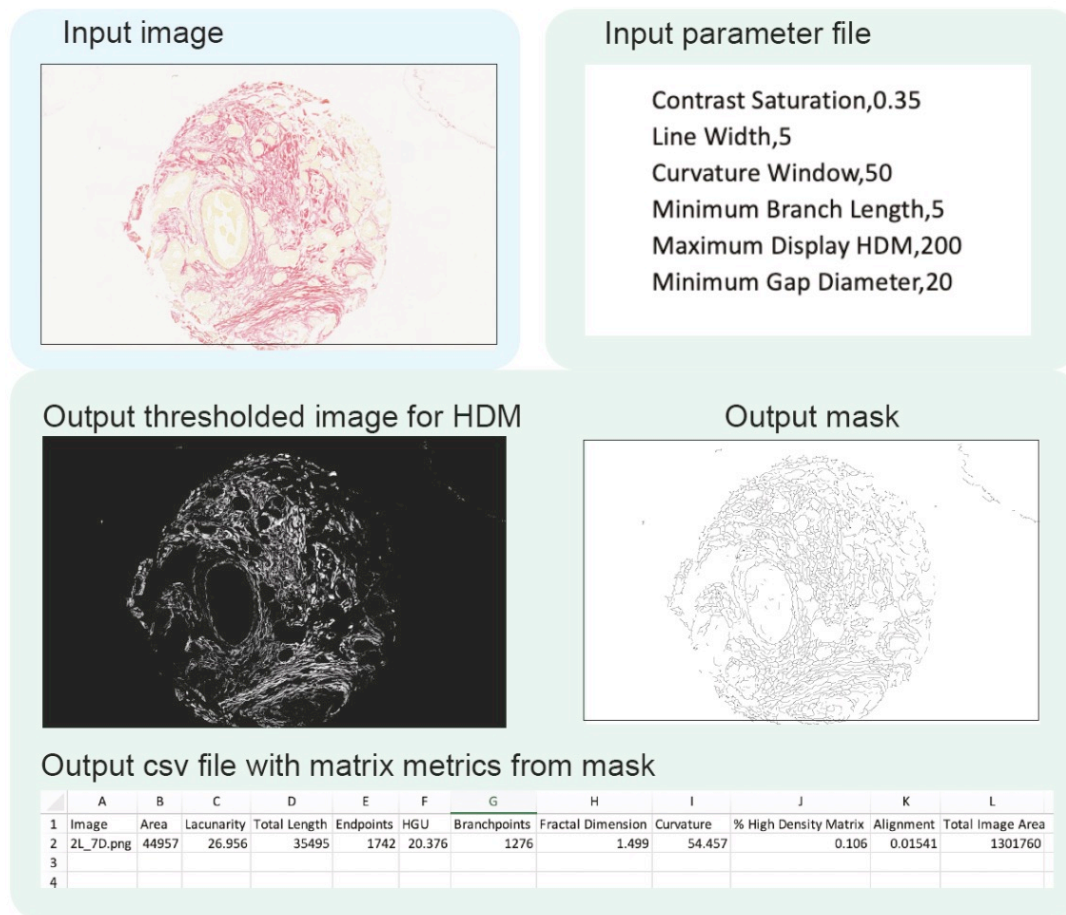 Input image
Input parameter file
Contrast Saturation,0.35
Line Width,5
Curvature Window,50
Minimum Branch Length,5
Maximum Display HDM,200
Minimum Gap Diameter,20
Output thresholded image for HDM
Output mask
Output csv file with matrix metrics from mask
A B C D E F G H I J K L
1 Image Area Lacunarity Total Length Endpoints HGU Branchpoints Fractal Dimension Curvature % High Density Matrix Alignment Total Image Area
2 2L_7D.png 44957 26.956 35495 1742 20.376 1276 1.499 54.457 0.106 0.01541 1301760
3
4